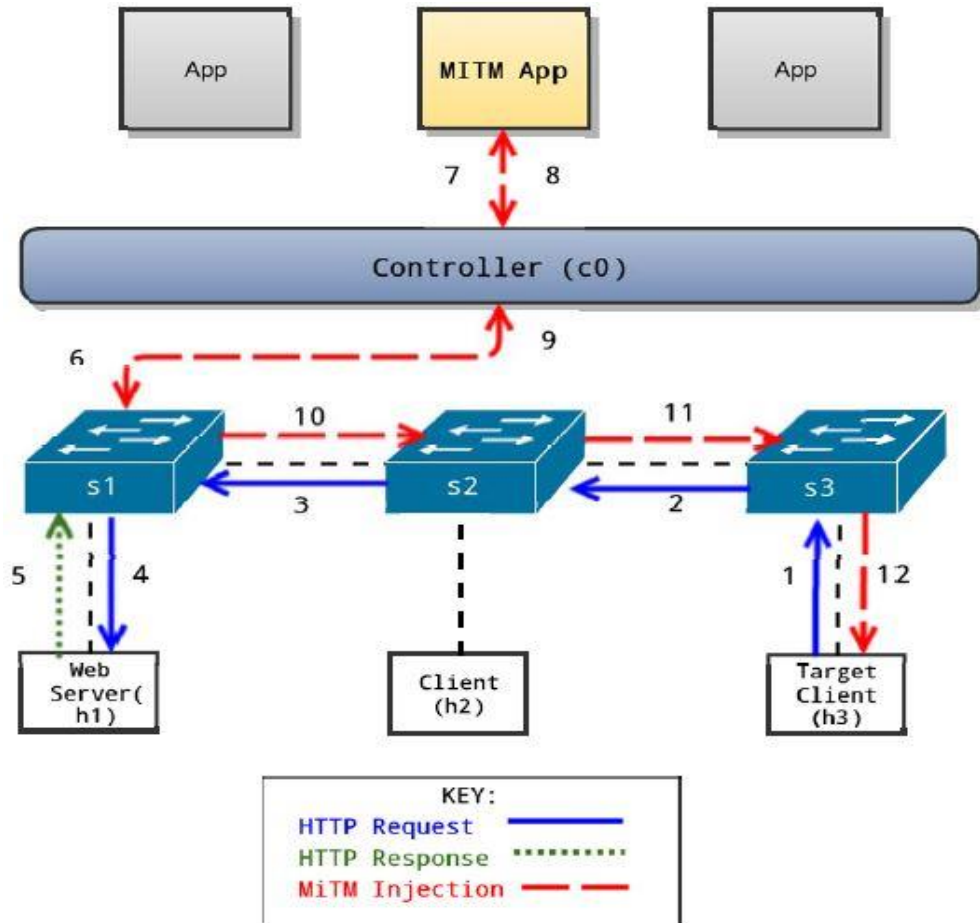 App
MITM App
App
7
8
Controller (c0)
6
9
10
11
s1
s2
s3
3
2
5
4
1
12
Web
Server(
h1)
Client
(h2)
Target
Client
(h3)
KEY:
HTTP Request
HTTP Response
MiTM Injection